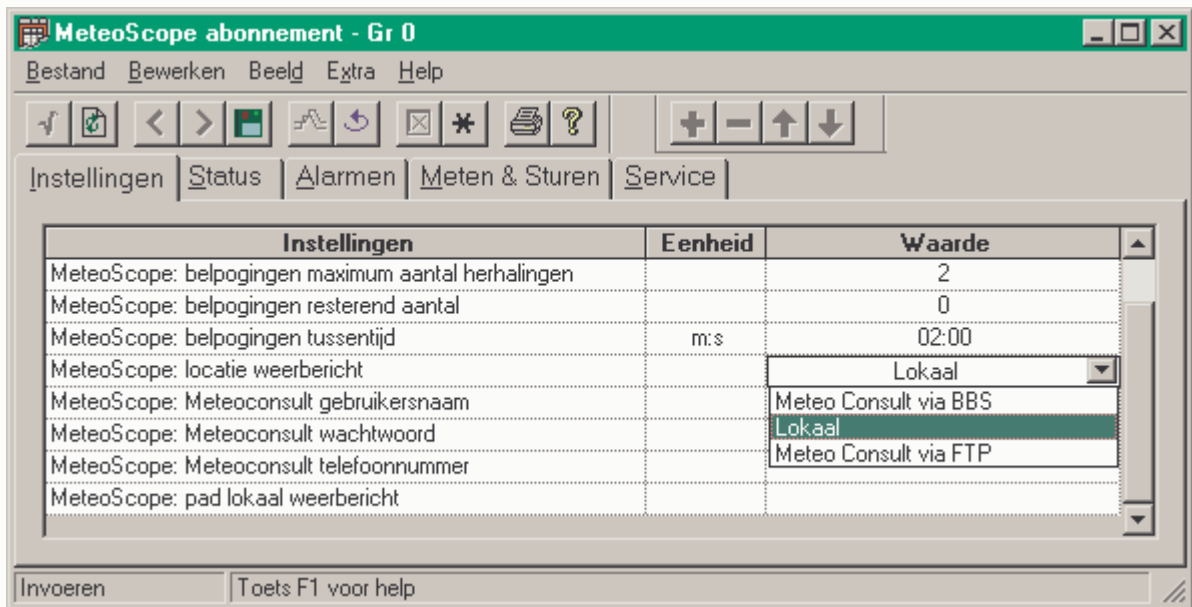 MeteoScope abonnement - Gr 0
Bestand Bewerken Beeld Extra Help
Instellingen Status Alarmen Meten & Sturen Service
Instellingen Eenheid Waarde
MeteoScope: belpogingen maximum aantal herhalingen 2
MeteoScope: belpogingen resterend aantal 0
MeteoScope: belpogingen tussentijd m:s 02:00
MeteoScope: locatie weerbericht Lokaal
MeteoScope: Meteoconsult gebruikersnaam Meteo Consult via BBS
MeteoScope: Meteoconsult wachtwoord Lokaal
MeteoScope: Meteoconsult telefoonnummer Meteo Consult via FTP
MeteoScope: pad lokaal weerbericht
Invoeren Toets F1 voor help